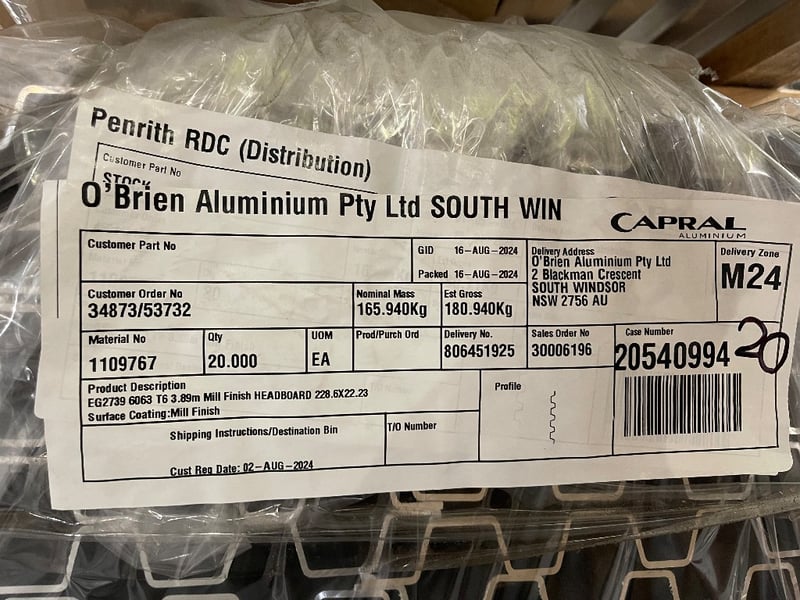 Penrith RDC (Distribution)
Customer Part No
STOCK
O'Brien Aluminium Pty Ltd SOUTH WIN
CAPRAL
ALUMINIUM
Customer Part No
GID 16-AUG-2024
Packed 16-AUG-2024
Delivery Address
O'Brien Aluminium Pty Ltd
2 Blackman Crescent
SOUTH WINDSOR
NSW 2756 AU
Delivery Zone
M24
Customer Order No
34873/53732
Nominal Mass
165.940Kg
Est Gross
180.940Kg
Material No
1109767
Qty
20.000
UOM
EA
Prod/Purch Ord
Delivery No.
806451925
Sales Order No
30006196
Case Number
20540994
20
Product Description
EG2739 6063 T6 3.89m Mill Finish HEADBOARD 228.6X22.23
Surface Coating:Mill Finish
Profile
Shipping Instructions/Destination Bin
T/O Number
Cust Req Date: 02-AUG-2024